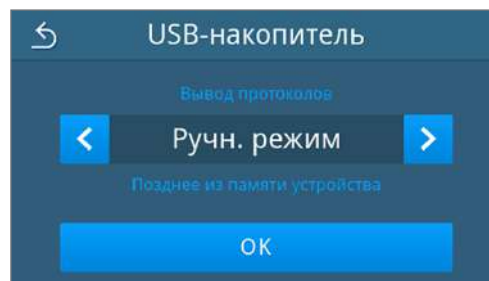 USB-накопитель
Вывод протоколов
Ручн. режим
Позднее из памяти устройства
OK